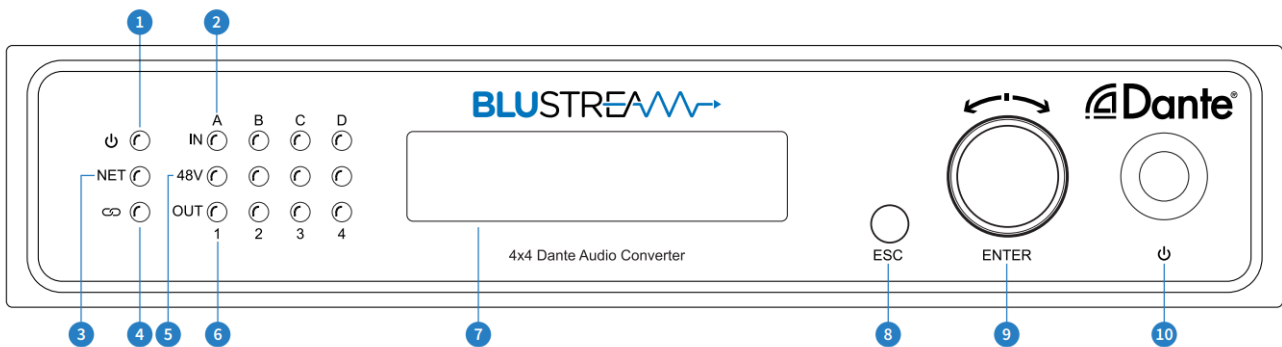 1 2
BLUSTREAM
Dante®
A B C D
IN
3 NET 5 48V
OUT
1 2 3 4
4x4 Dante Audio Converter
ESC ENTER
4 6 7 8 9 10